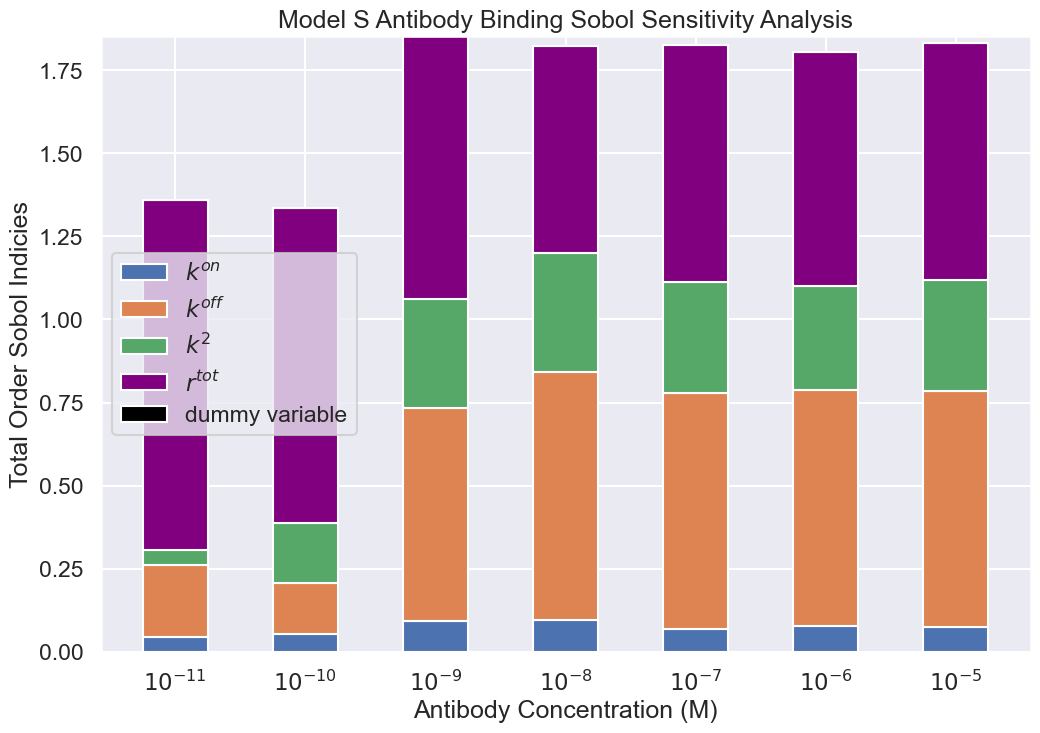 Model S Antibody Binding Sobol Sensitivity Analysis
Total Order Sobol Indicies
1.75
1.50
1.25
1.00
0.75
0.50
0.25
0.00
k^{on}
k^{off}
k^{2}
r^{tot}
dummy variable
10^{-11} 10^{-10} 10^{-9} 10^{-8} 10^{-7} 10^{-6} 10^{-5}
Antibody Concentration (M)